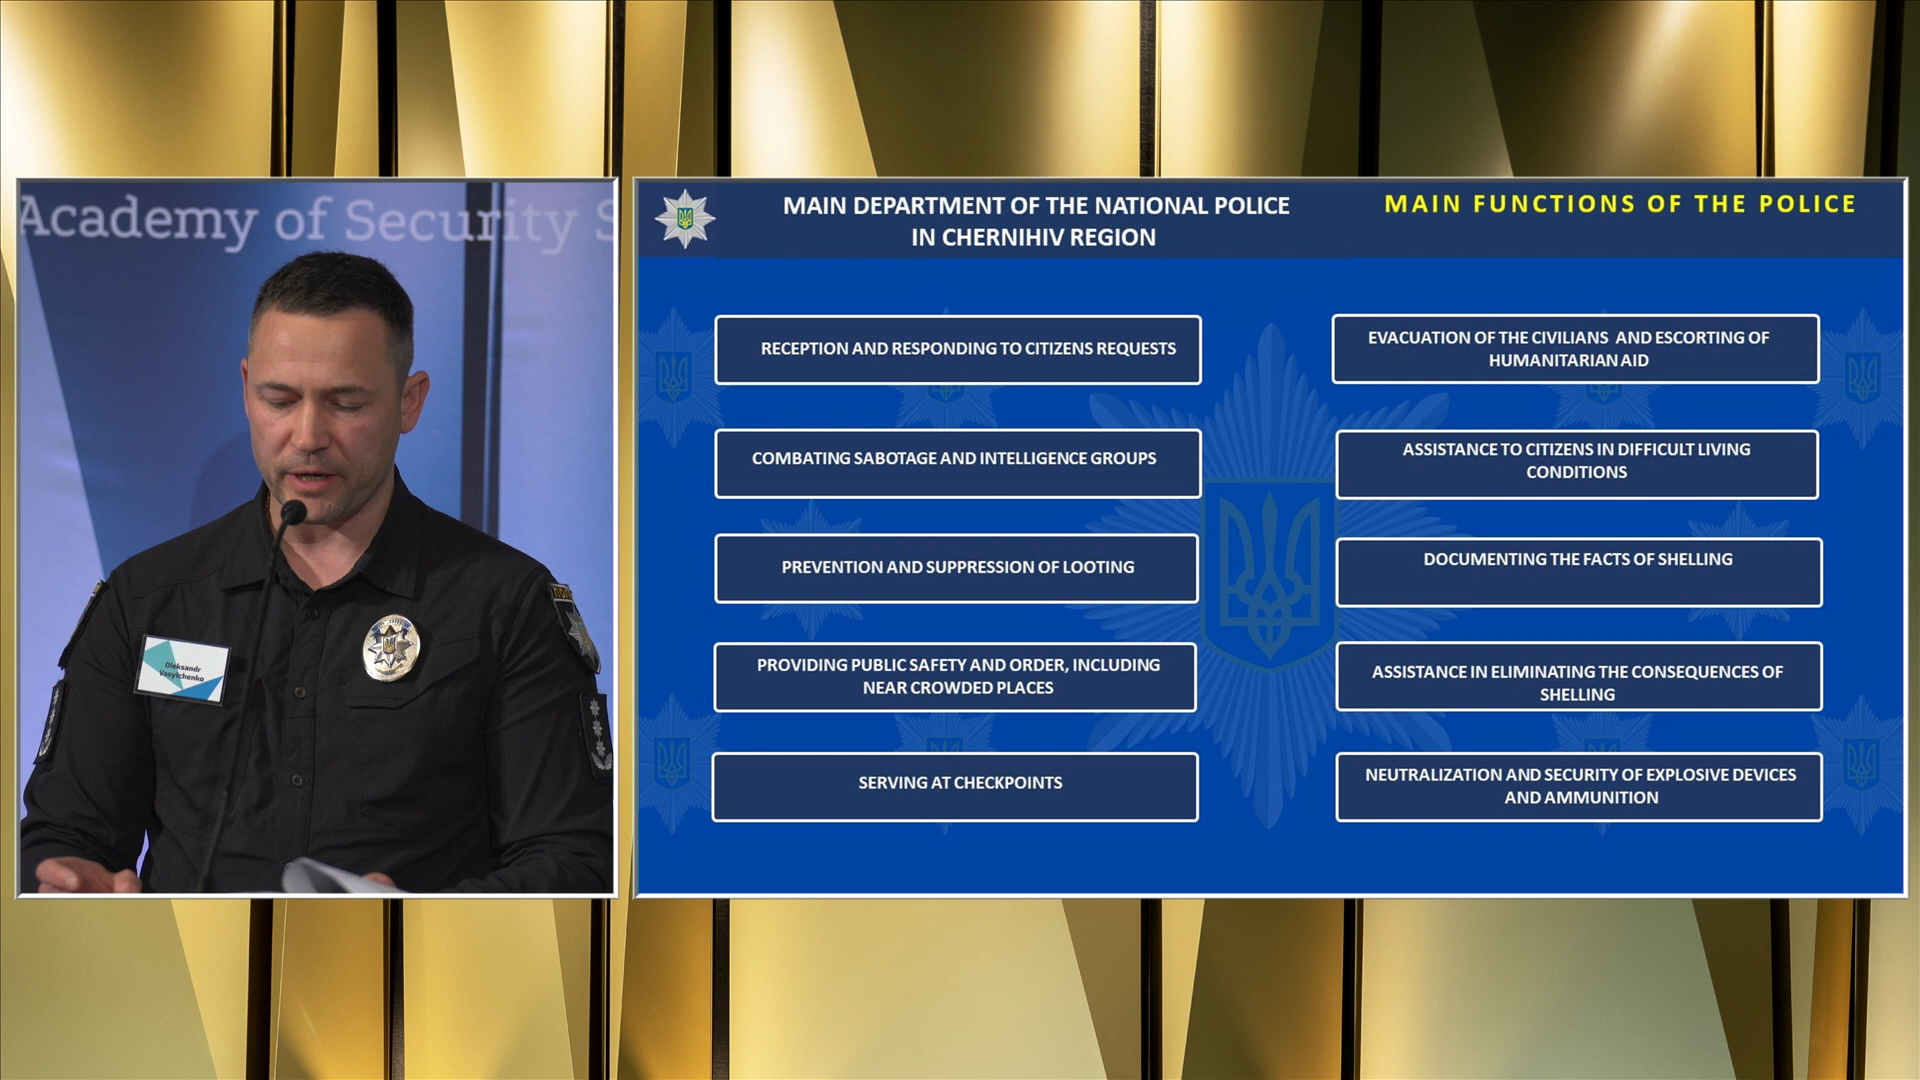 Academy of Security S
Oleksandr
Vasylchenko
MAIN DEPARTMENT OF THE NATIONAL POLICE
IN CHERNIHIV REGION
MAIN FUNCTIONS OF THE POLICE
RECEPTION AND RESPONDING TO CITIZENS REQUESTS
COMBATING SABOTAGE AND INTELLIGENCE GROUPS
PREVENTION AND SUPPRESSION OF LOOTING
PROVIDING PUBLIC SAFETY AND ORDER, INCLUDING
NEAR CROWDED PLACES
SERVING AT CHECKPOINTS
EVACUATION OF THE CIVILIANS AND ESCORTING OF
HUMANITARIAN AID
ASSISTANCE TO CITIZENS IN DIFFICULT LIVING
CONDITIONS
DOCUMENTING THE FACTS OF SHELLING
ASSISTANCE IN ELIMINATING THE CONSEQUENCES OF
SHELLING
NEUTRALIZATION AND SECURITY OF EXPLOSIVE DEVICES
AND AMMUNITION